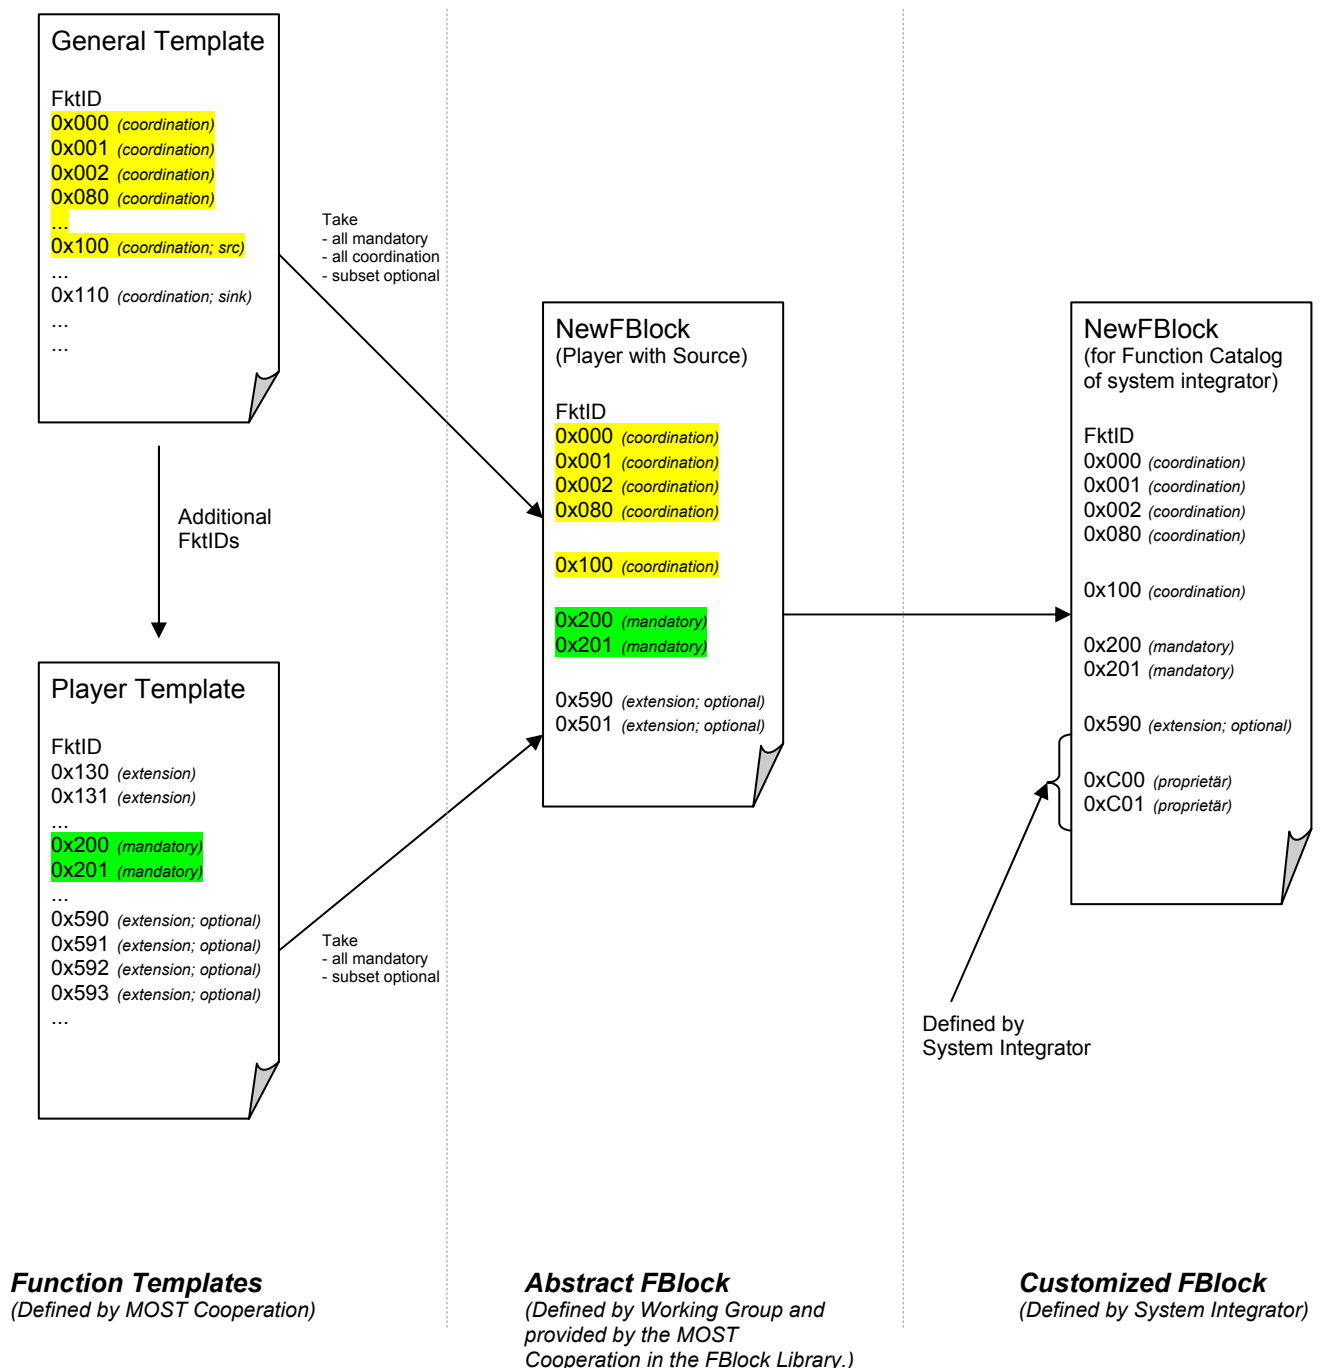 General Template
FktID
0x000 (coordination)
0x001 (coordination)
0x002 (coordination)
0x080 (coordination)
...
0x100 (coordination; src)
...
0x110 (coordination; sink)
...
...
Take
- all mandatory
- all coordination
- subset optional
Additional
FktIDs
Player Template
FktID
0x130 (extension)
0x131 (extension)
...
0x200 (mandatory)
0x201 (mandatory)
...
0x590 (extension; optional)
0x591 (extension; optional)
0x592 (extension; optional)
0x593 (extension; optional)
...
Take
- all mandatory
- subset optional
NewFBlock
(Player with Source)
FktID
0x000 (coordination)
0x001 (coordination)
0x002 (coordination)
0x080 (coordination)
0x100 (coordination)
0x200 (mandatory)
0x201 (mandatory)
0x590 (extension; optional)
0x501 (extension; optional)
NewFBlock
(for Function Catalog
of system integrator)
FktID
0x000 (coordination)
0x001 (coordination)
0x002 (coordination)
0x080 (coordination)
0x100 (coordination)
0x200 (mandatory)
0x201 (mandatory)
0x590 (extension; optional)
0xC00 (proprietär)
0xC01 (proprietär)
Defined by
System Integrator
Function Templates
(Defined by MOST Cooperation)
Abstract FBlock
(Defined by Working Group and
provided by the MOST
Cooperation in the FBlock Library.)
Customized FBlock
(Defined by System Integrator)